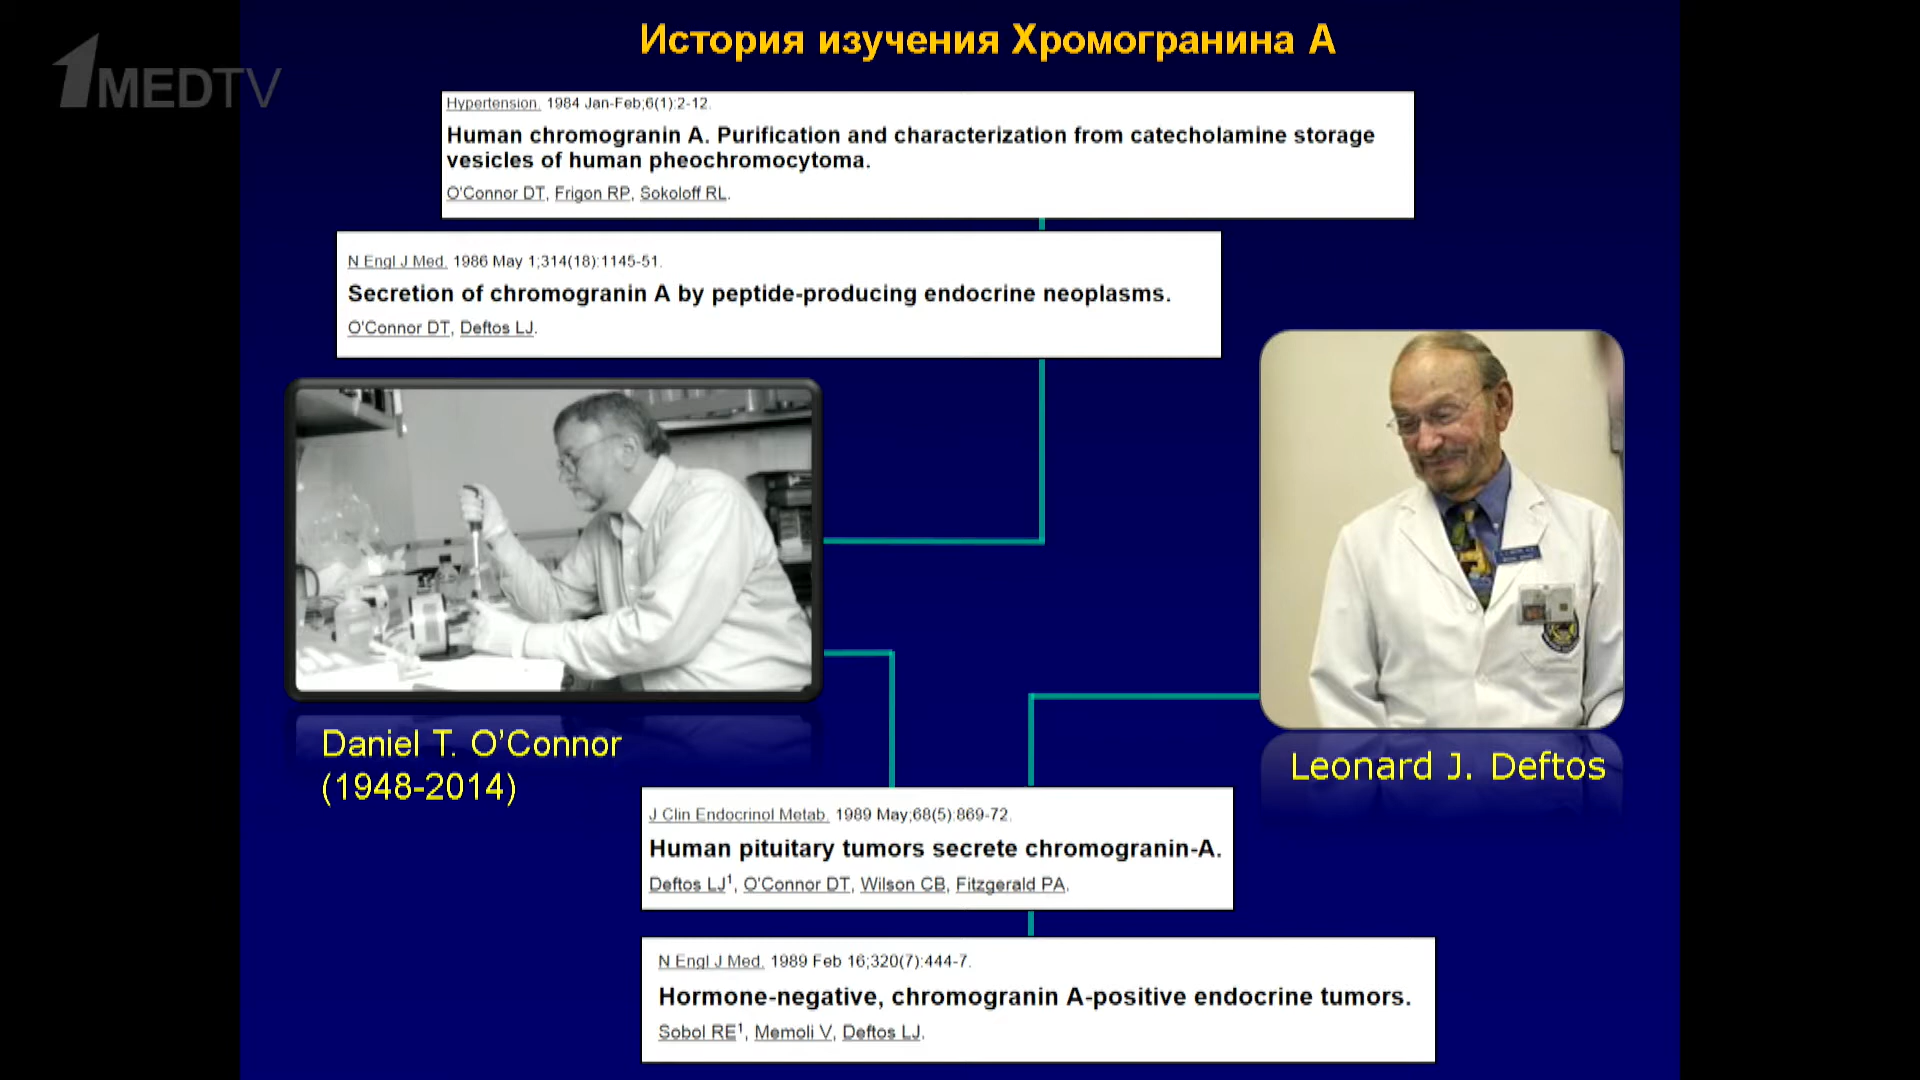 1MEDTV
История изучения Хромогранина А
Hypertension. 1984 Jan-Feb;6(1):2-12.
Human chromogranin A. Purification and characterization from catecholamine storage
vesicles of human pheochromocytoma.
O'Connor DT, Frigon RP, Sokoloff RL.
N Engl J Med. 1986 May 1;314(18):1145-51.
Secretion of chromogranin A by peptide-producing endocrine neoplasms.
O'Connor DT, Deftos LJ.
Daniel T. O'Connor
(1948-2014)
Leonard J. Deftos
J Clin Endocrinol Metab. 1989 May;68(5):869-72.
Human pituitary tumors secrete chromogranin-A.
Deftos LJ¹, O'Connor DT, Wilson CB, Fitzgerald PA.
N Engl J Med. 1989 Feb 16;320(7):444-7.
Hormone-negative, chromogranin A-positive endocrine tumors.
Sobol RE¹, Memoli V, Deftos LJ.